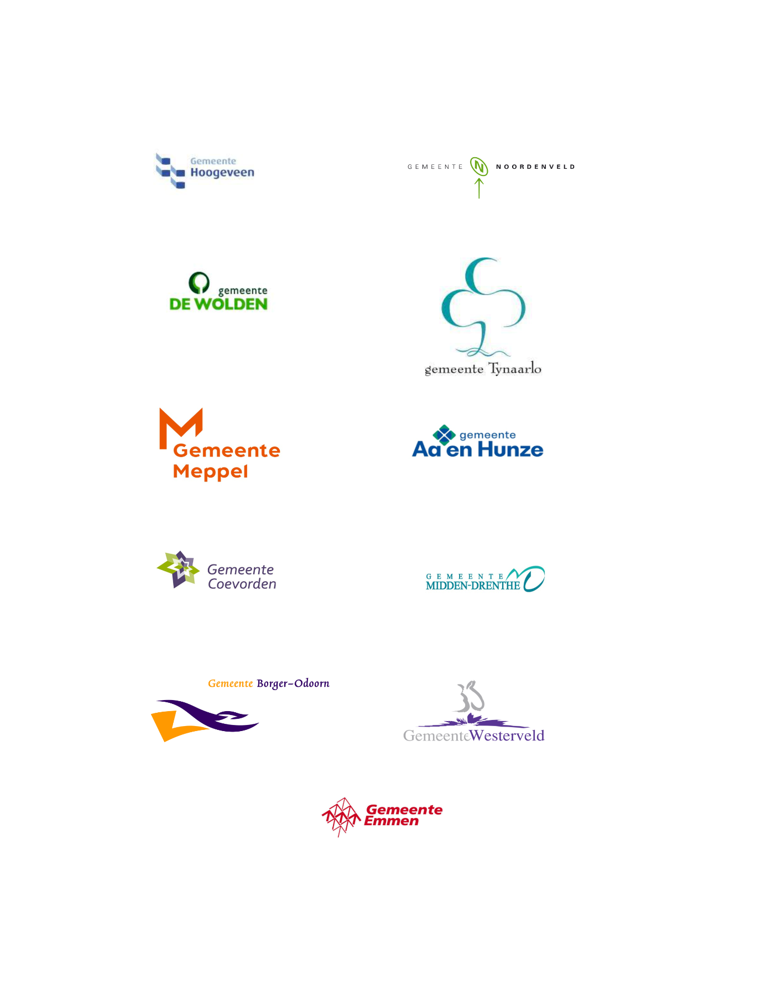 Gemeente
Hoogeveen
GEMEENTE N NOORDENVELD
gemeente
DE WOLDEN
gemeente Tynaarlo
M
Gemeente
Meppel
gemeente
Aa en Hunze
Gemeente
Coevorden
GEMEENTE
MIDDEN-DRENTHE
Gemeente Borger-Odoorn
GemeenteWesterveld
Gemeente
Emmen